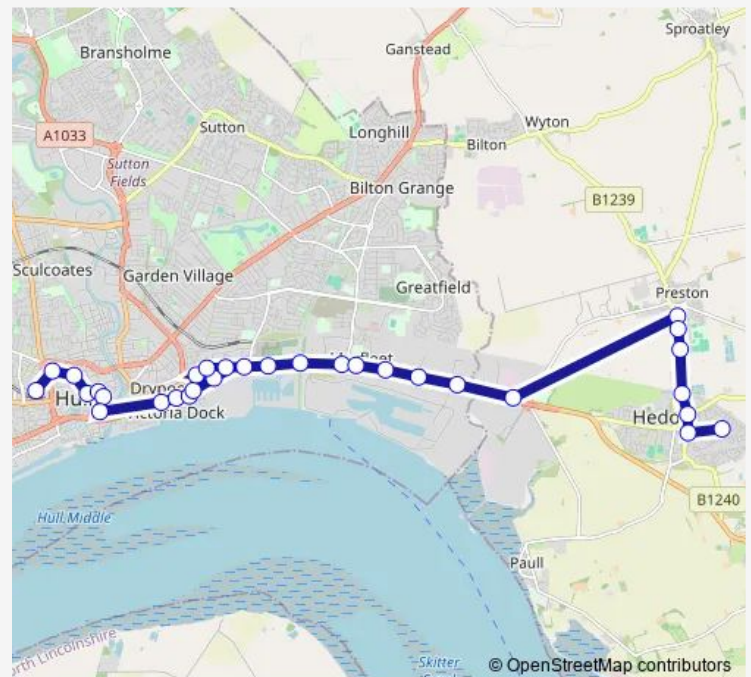 Sproatley
Bransholme
Ganstead
A1033
Sutton
Longhill
Wyton
Bilton
Sutton
Fields
Bilton Grange
B1239
Sculcoates
Garden Village
Greatfield
Preston
Hedo
B1240
Hull Middle
Paull
Skitter
© OpenStreetMap contributors